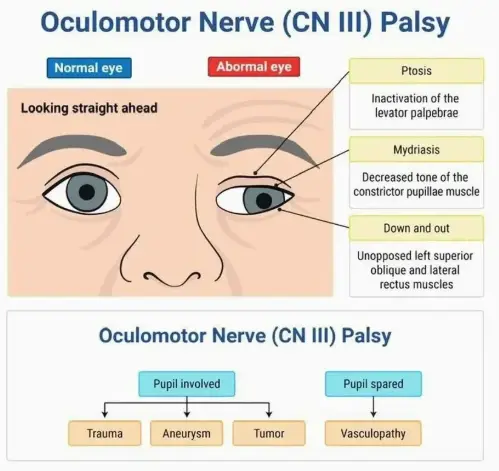 Oculomotor Nerve (CN III) Palsy
Normal eye
Abormal eye
Looking straight ahead
Ptosis
Inactivation of the
levator palpebrae
Mydriasis
Decreased tone of the
constrictor pupillae muscle
Down and out
Unopposed left superior
oblique and lateral
rectus muscles
Oculomotor Nerve (CN III) Palsy
Pupil involved
Pupil spared
Trauma
Aneurysm
Tumor
Vasculopathy